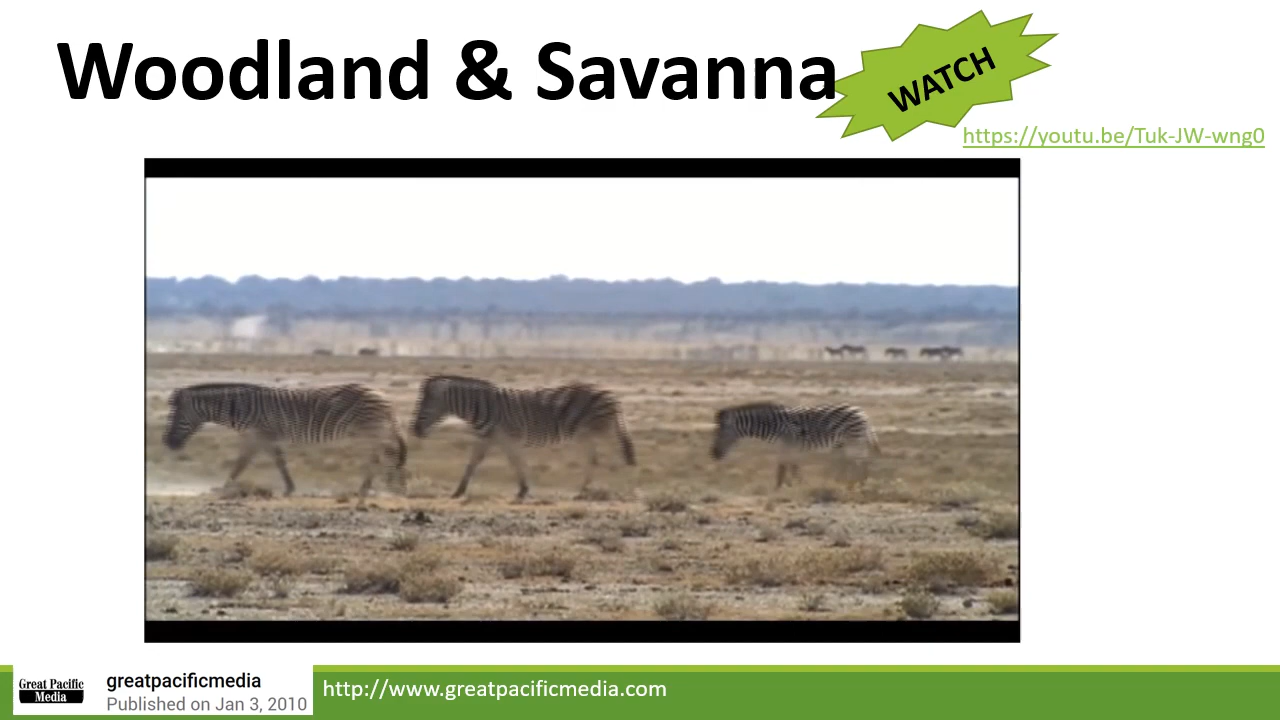 Woodland & Savanna
WATCH
https://youtu.be/Tuk-JW-wng0
Great Pacific
Media
greatpacificmedia
Published on Jan 3, 2010
http://www.greatpacificmedia.com